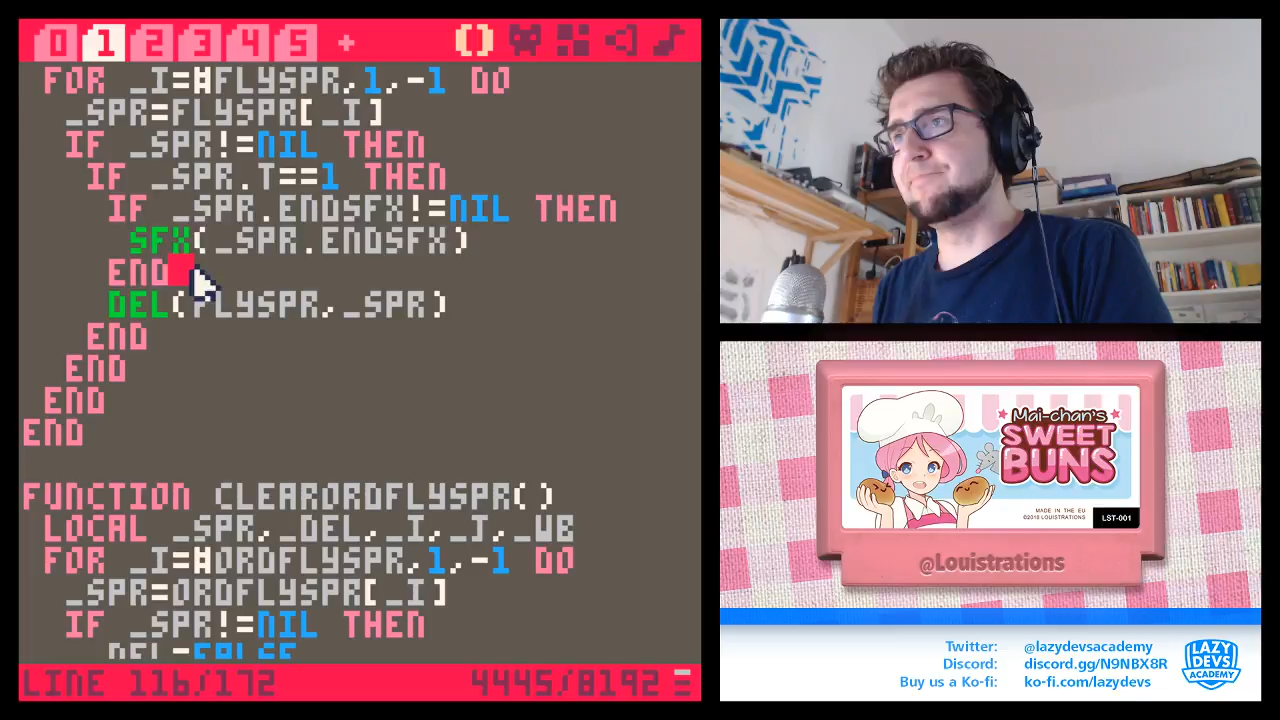 0 1 2 3 4 5 +
FOR _I=#FLYSPR,1,-1 DO
_SPR=FLYSPR[_I]
IF _SPR!=NIL THEN
IF _SPR.T==1 THEN
IF _SPR.ENDSFX!=NIL THEN
SFX(_SPR.ENDSFX)
END
DEL(FLYSPR,_SPR)
END
END
END
END
FUNCTION CLEARORDFLYSPR()
LOCAL _SPR,_DEL,_I,_J,_WB
FOR _I=#ORDFLYSPR,1,-1 DO
_SPR=ORDFLYSPR[_I]
IF _SPR!=NIL THEN
LINE 116/172 4445/8192
Mai-chan's
SWEET
BUNS
MADE IN THE EU
©2018 LOUISTRATIONS
LST-001
@Louistrations
Twitter: @lazydevsacademy
Discord: discord.gg/N9NBX8R
Buy us a Ko-fi: ko-fi.com/lazydevs
LAZY
DEVS
ACADEMY